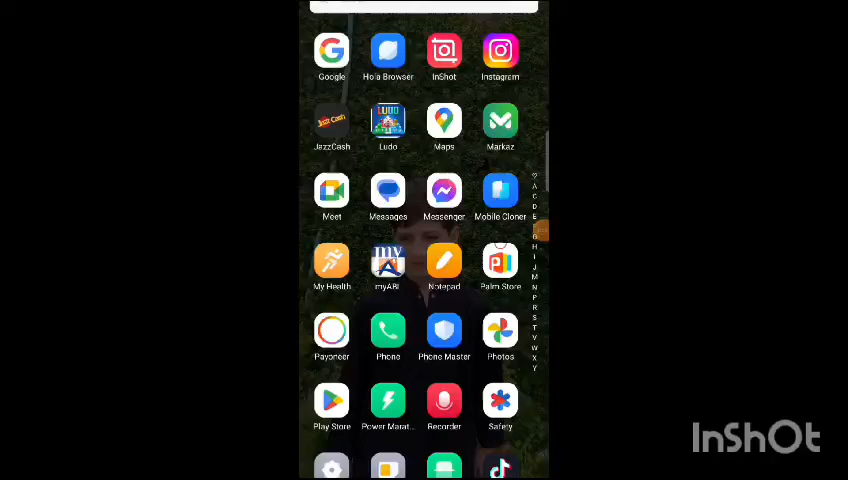 Google Hola Browser InShot Instagram
JazzCash Ludo Maps Markaz
Meet Messages Messenger Mobile Cloner
My Health myABL Notepad Palm Store
Payoneer Phone Phone Master Photos
Play Store Power Marat... Recorder Safety
A
C
D
E
G
H
I
J
M
N
P
R
S
T
V
W
X
Y
InShOt